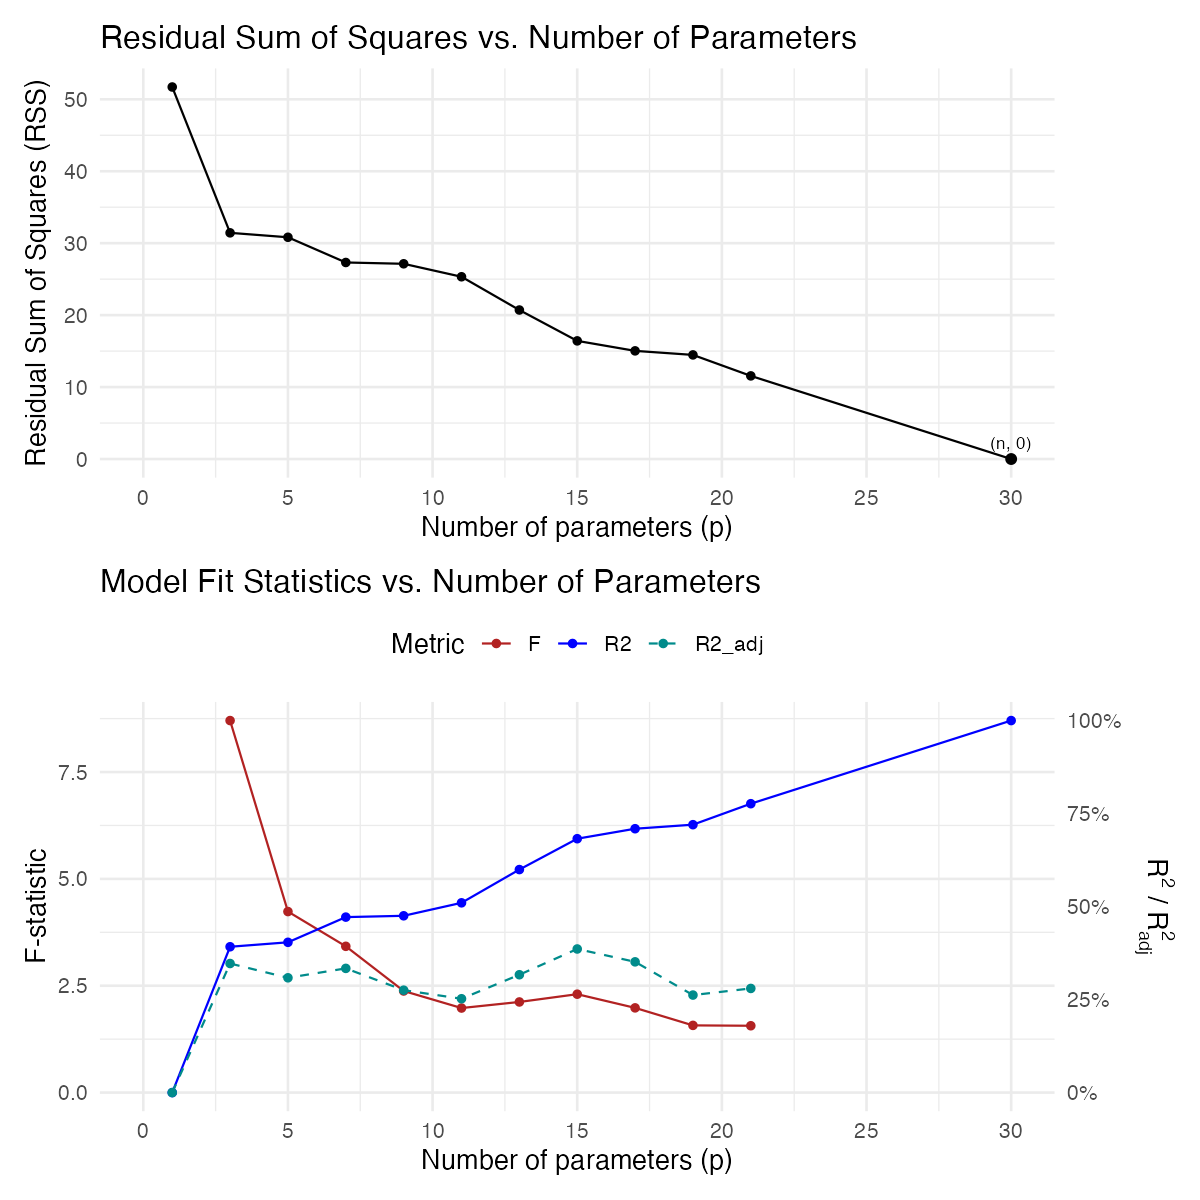 Residual Sum of Squares vs. Number of Parameters
Residual Sum of Squares (RSS)
50
40
30
20
10
0
(n, 0)
0 5 10 15 20 25 30
Number of parameters (p)
Model Fit Statistics vs. Number of Parameters
Metric F R2 R2_adj
F-statistic
7.5
5.0
2.5
0.0
100%
75%
50%
25%
0%
R² / R²adj
0 5 10 15 20 25 30
Number of parameters (p)